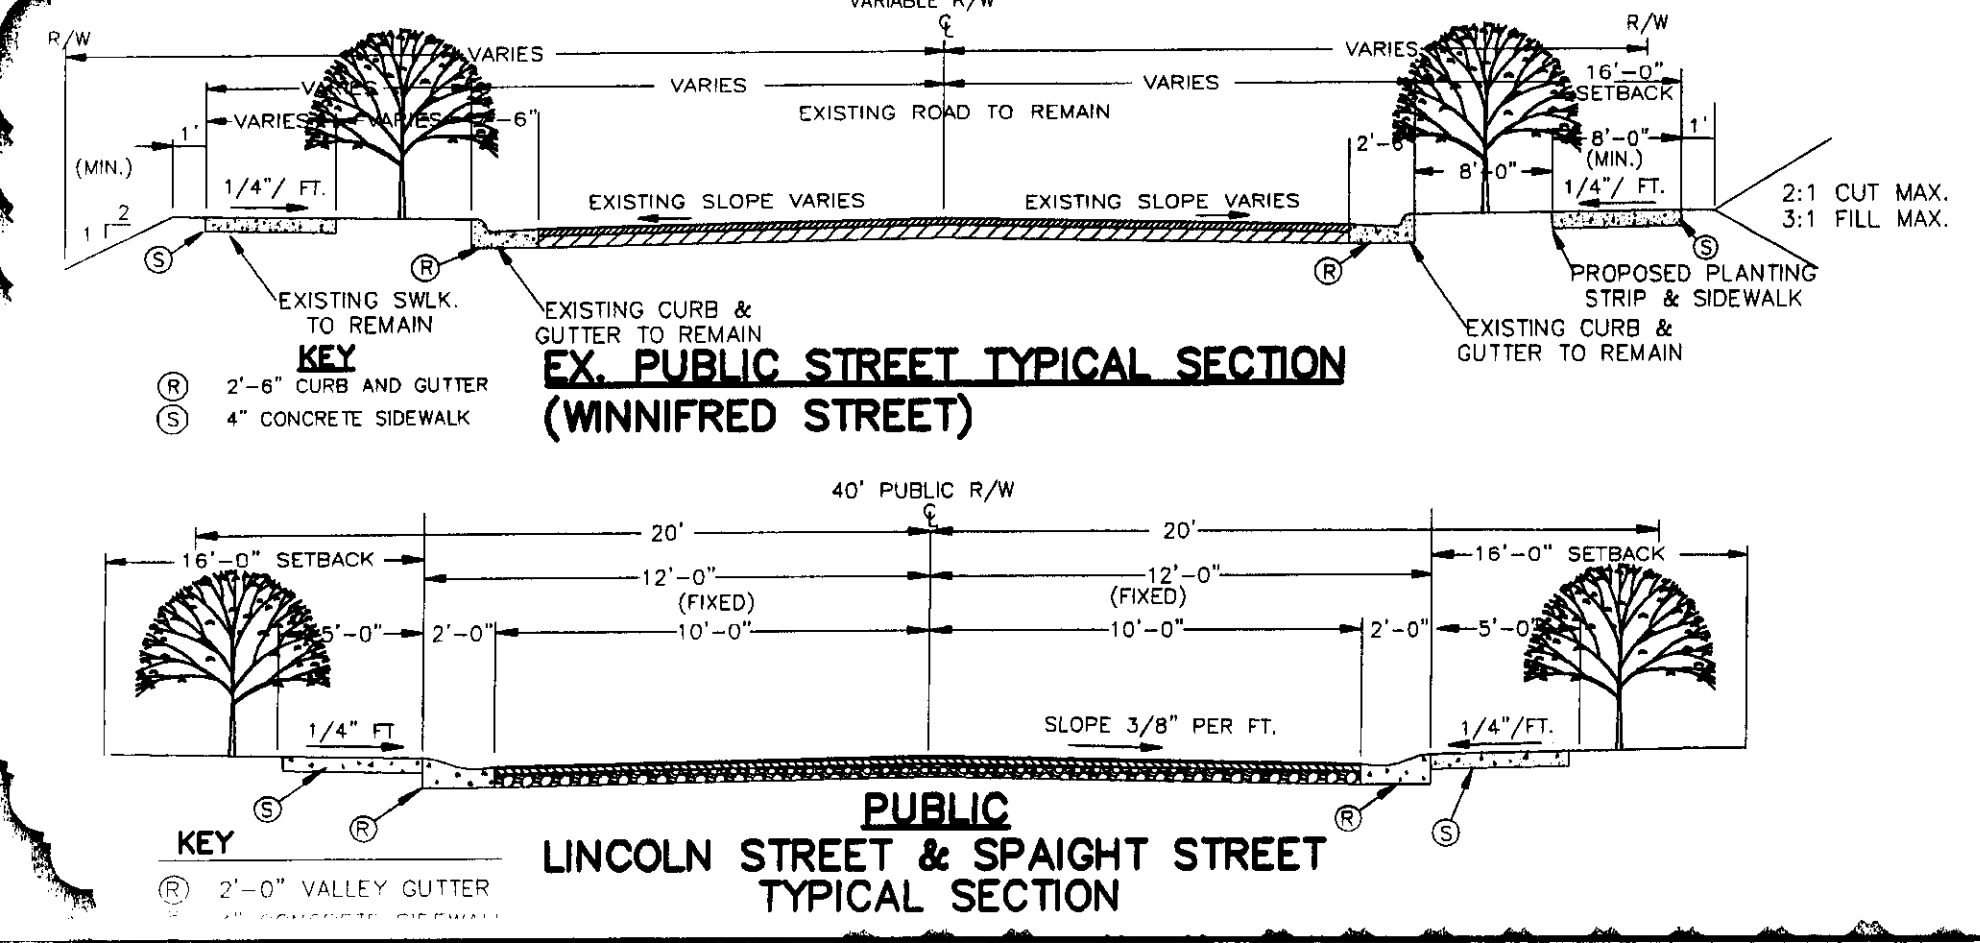 VARIABLE R/W
R/W
℄
R/W
VARIES
VARIES
VARIES
VARIES
VARIES
16'-0"
SETBACK
VARIES
VARIES
-6"
EXISTING ROAD TO REMAIN
1'
(MIN.)
2'-6
8'-0"
(MIN.)
1'
8'-0"
1/4"/ FT.
EXISTING SLOPE VARIES
EXISTING SLOPE VARIES
1/4"/ FT.
2:1 CUT MAX.
3:1 FILL MAX.
2
1
S
R
R
S
EXISTING SWLK.
TO REMAIN
EXISTING CURB &
GUTTER TO REMAIN
PROPOSED PLANTING
STRIP & SIDEWALK
EXISTING CURB &
GUTTER TO REMAIN
KEY
R 2'-6" CURB AND GUTTER
S 4" CONCRETE SIDEWALK
EX. PUBLIC STREET TYPICAL SECTION
(WINNIFRED STREET)
40' PUBLIC R/W
℄
20'
20'
16'-0" SETBACK
16'-0" SETBACK
12'-0"
(FIXED)
12'-0"
(FIXED)
5'-0"
2'-0"
10'-0"
10'-0"
2'-0"
5'-0"
1/4" FT
SLOPE 3/8" PER FT.
1/4"/FT.
S
R
R
S
PUBLIC
LINCOLN STREET & SPAIGHT STREET
TYPICAL SECTION
KEY
R 2'-0" VALLEY GUTTER
4" CONCRETE SIDEWALK